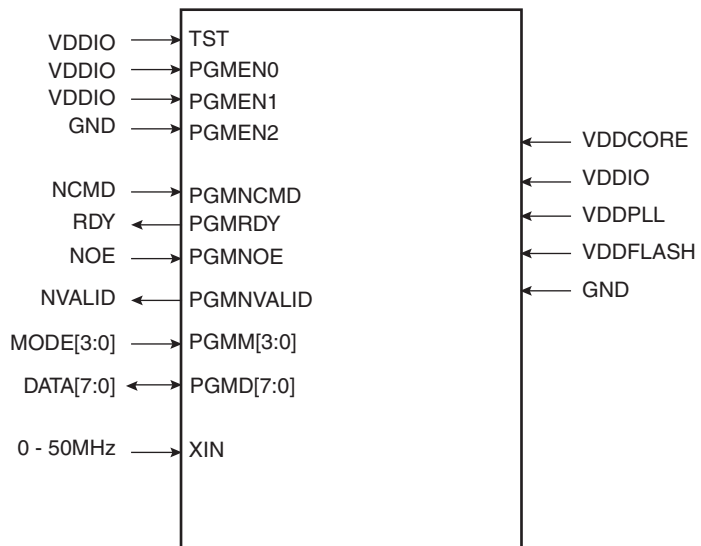 VDDIO TST
VDDIO PGMEN0
VDDIO PGMEN1
GND PGMEN2
VDDCORE
VDDIO
NCMD PGMNCMD
RDY PGMRDY
VDDPLL
NOE PGMNOE
VDDFLASH
NVALID PGMNVALID
GND
MODE[3:0] PGMM[3:0]
DATA[7:0] PGMD[7:0]
0 - 50MHz XIN